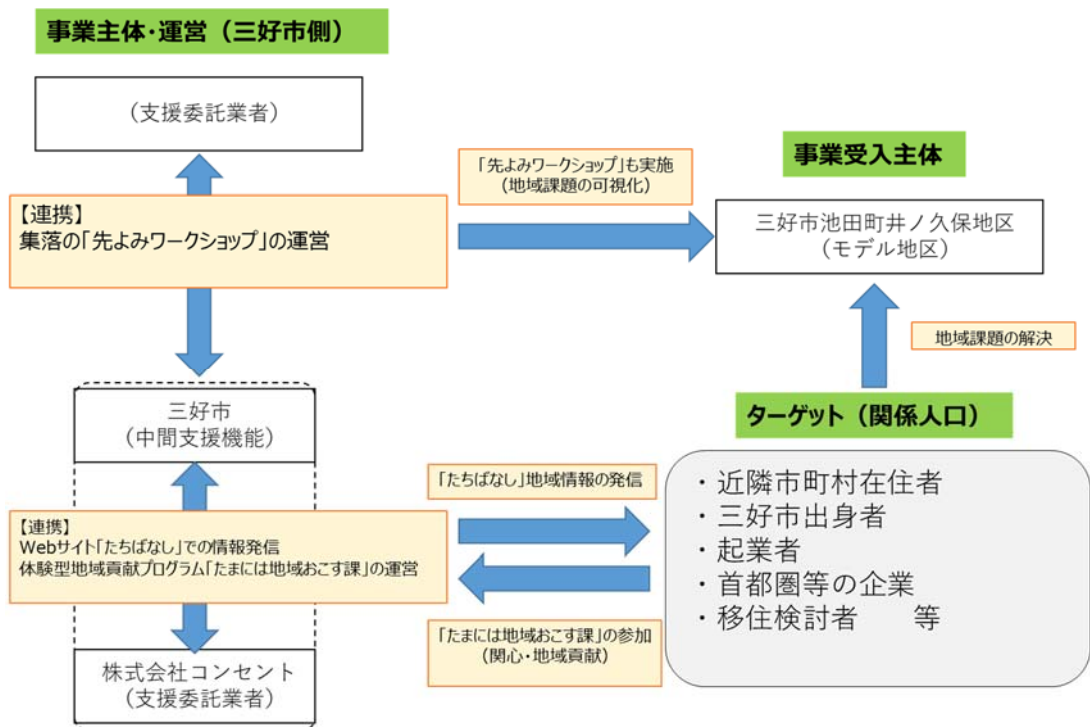 事業主体・運営（三好市側）
（支援委託業者）
【連携】
集落の「先よみワークショップ」の運営
「先よみワークショップ」も実施
（地域課題の可視化）
事業受入主体
三好市池田町井ノ久保地区
（モデル地区）
地域課題の解決
三好市
（中間支援機能）
【連携】
Webサイト「たちばなし」での情報発信
体験型地域貢献プログラム「たまには地域おこす課」の運営
株式会社コンセント
（支援委託業者）
「たちばなし」地域情報の発信
「たまには地域おこす課」の参加
（関心・地域貢献）
ターゲット（関係人口）
・近隣市町村在住者
・三好市出身者
・起業者
・首都圏等の企業
・移住検討者　　等